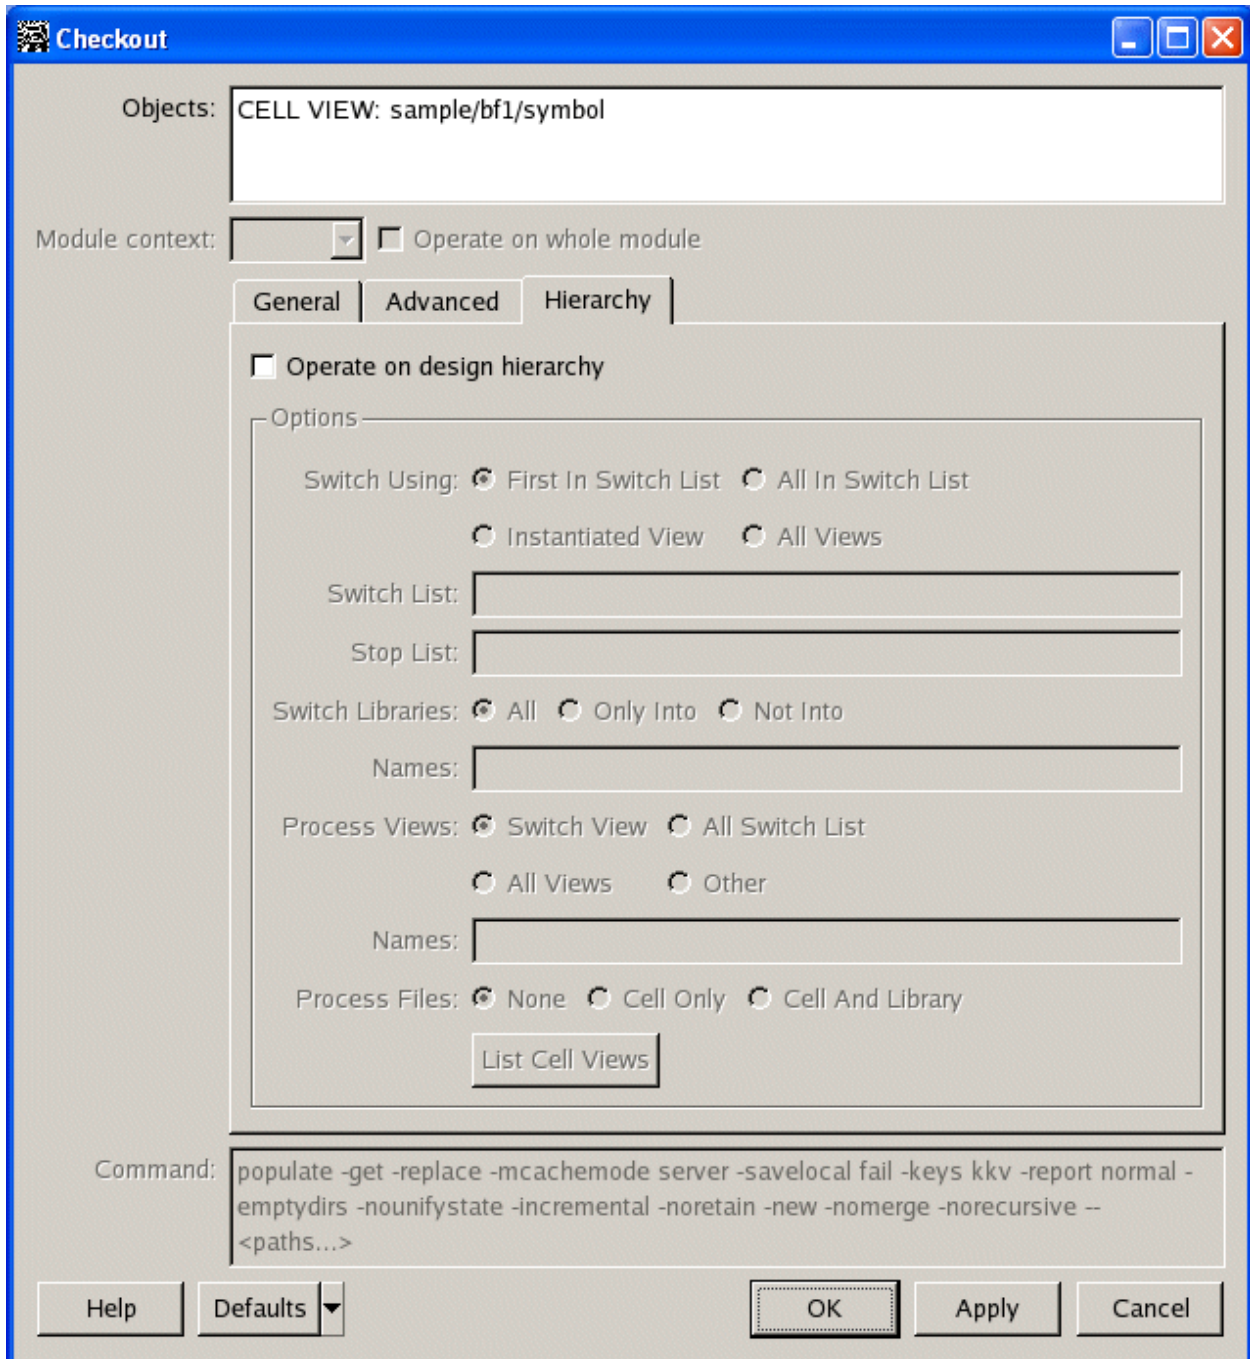 Checkout
Objects: CELL VIEW: sample/bf1/symbol
Module context: Operate on whole module
General Advanced Hierarchy
Operate on design hierarchy
Options
Switch Using: First In Switch List All In Switch List
Instantiated View All Views
Switch List:
Stop List:
Switch Libraries: All Only Into Not Into
Names:
Process Views: Switch View All Switch List
All Views Other
Names:
Process Files: None Cell Only Cell And Library
List Cell Views
Command: populate -get -replace -mcachemode server -savelocal fail -keys kkv -report normal -
emptydirs -nounifystate -incremental -noretain -new -nomerge -norecursive --
<paths...>
Help Defaults OK Apply Cancel